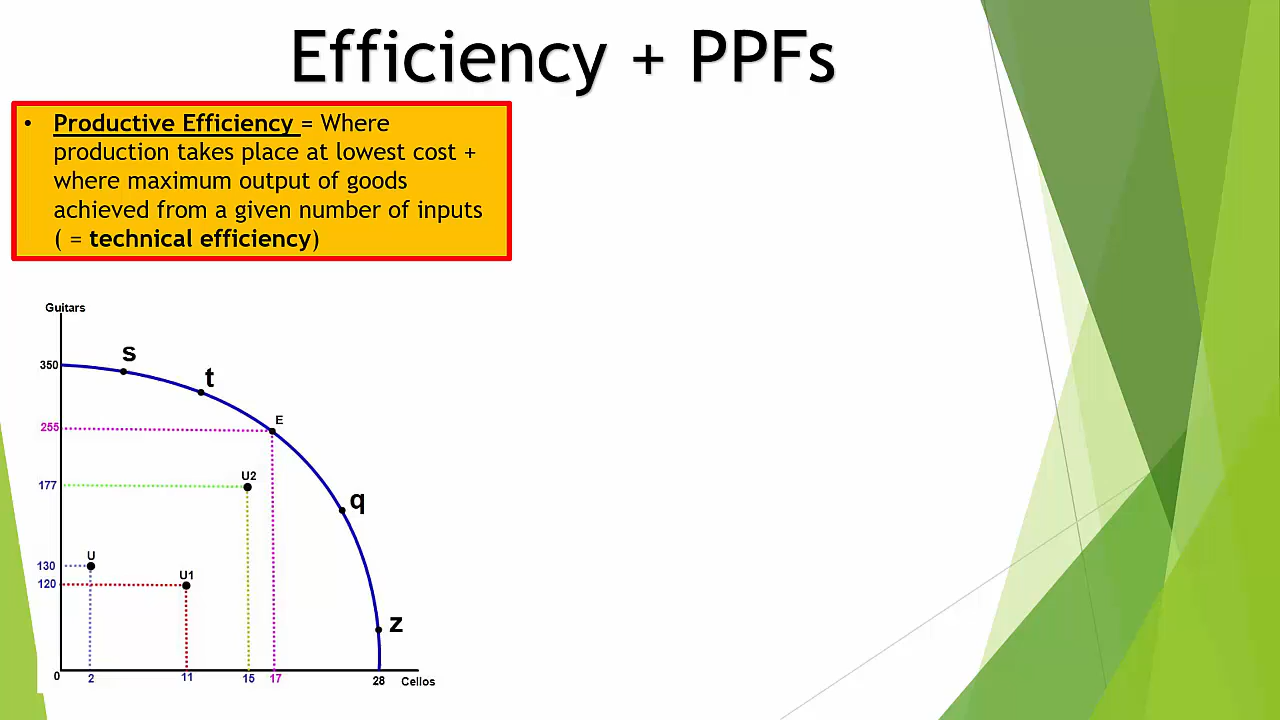 Efficiency + PPFs
• Productive Efficiency = Where
production takes place at lowest cost +
where maximum output of goods
achieved from a given number of inputs
( = technical efficiency)
Guitars
s
350
t
E
255
U2
177
q
U
130
U1
120
z
0 2 11 15 17 28 Cellos